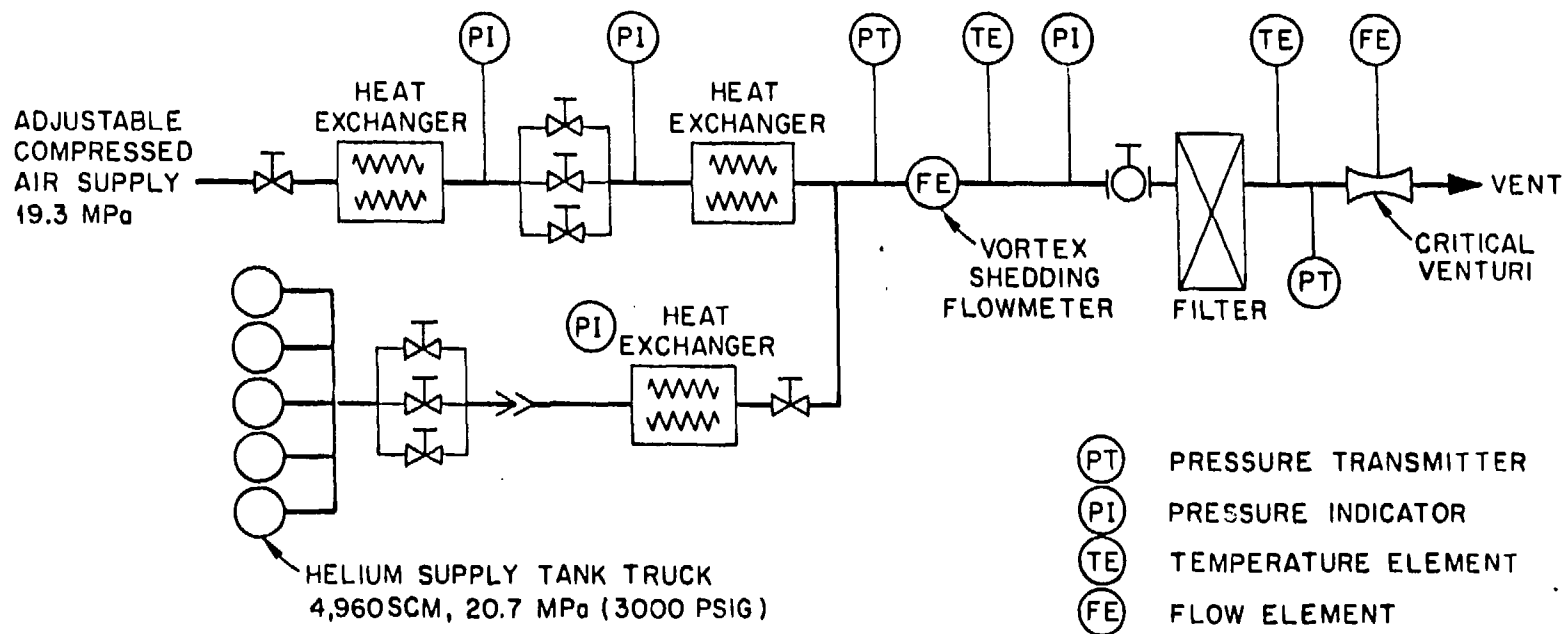 PI
PI
PT
TE
PI
TE
FE
ADJUSTABLE
COMPRESSED
AIR SUPPLY
19.3 MPa
HEAT
EXCHANGER
HEAT
EXCHANGER
FE
VENT
VORTEX
SHEDDING
FLOWMETER
FILTER
PT
CRITICAL
VENTURI
PI
HEAT
EXCHANGER
HELIUM SUPPLY TANK TRUCK
4,960 SCM, 20.7 MPa (3000 PSIG)
PT PRESSURE TRANSMITTER
PI PRESSURE INDICATOR
TE TEMPERATURE ELEMENT
FE FLOW ELEMENT